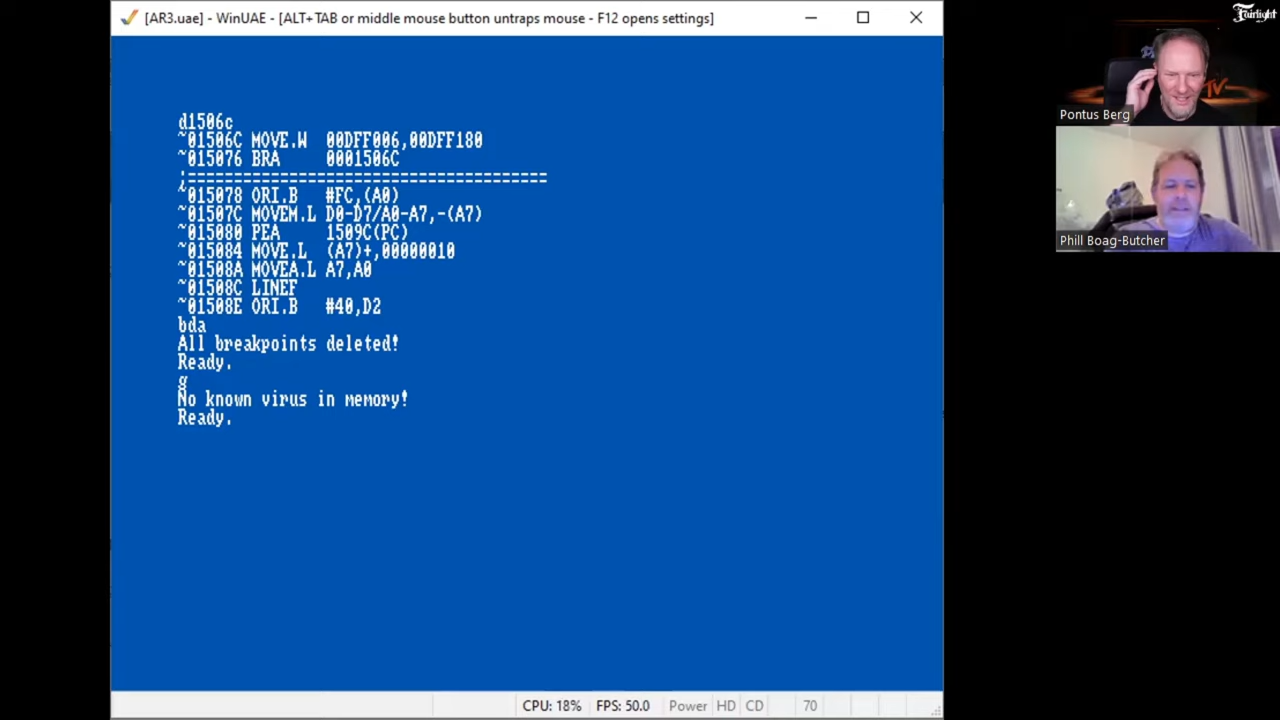 [AR3.uae] - WinUAE - [ALT+TAB or middle mouse button untraps mouse - F12 opens settings]
Fairlight
d1506c
~01506C MOVE.W 00DFF006,00DFF180
~015076 BRA 0001506C
;=======================================
~015078 ORI.B #FC,(A0)
~01507C MOVEM.L D0-D7/A0-A7,-(A7)
~015080 PEA 1509C(PC)
~015084 MOVE.L (A7)+,00000010
~01508A MOVEA.L A7,A0
~01508C LINEF
~01508E ORI.B #40,D2
bda
All breakpoints deleted!
Ready.
g
No known virus in memory!
Ready.
TV
Pontus Berg
Phill Boag-Butcher
CPU: 18% FPS: 50.0 Power HD CD 70